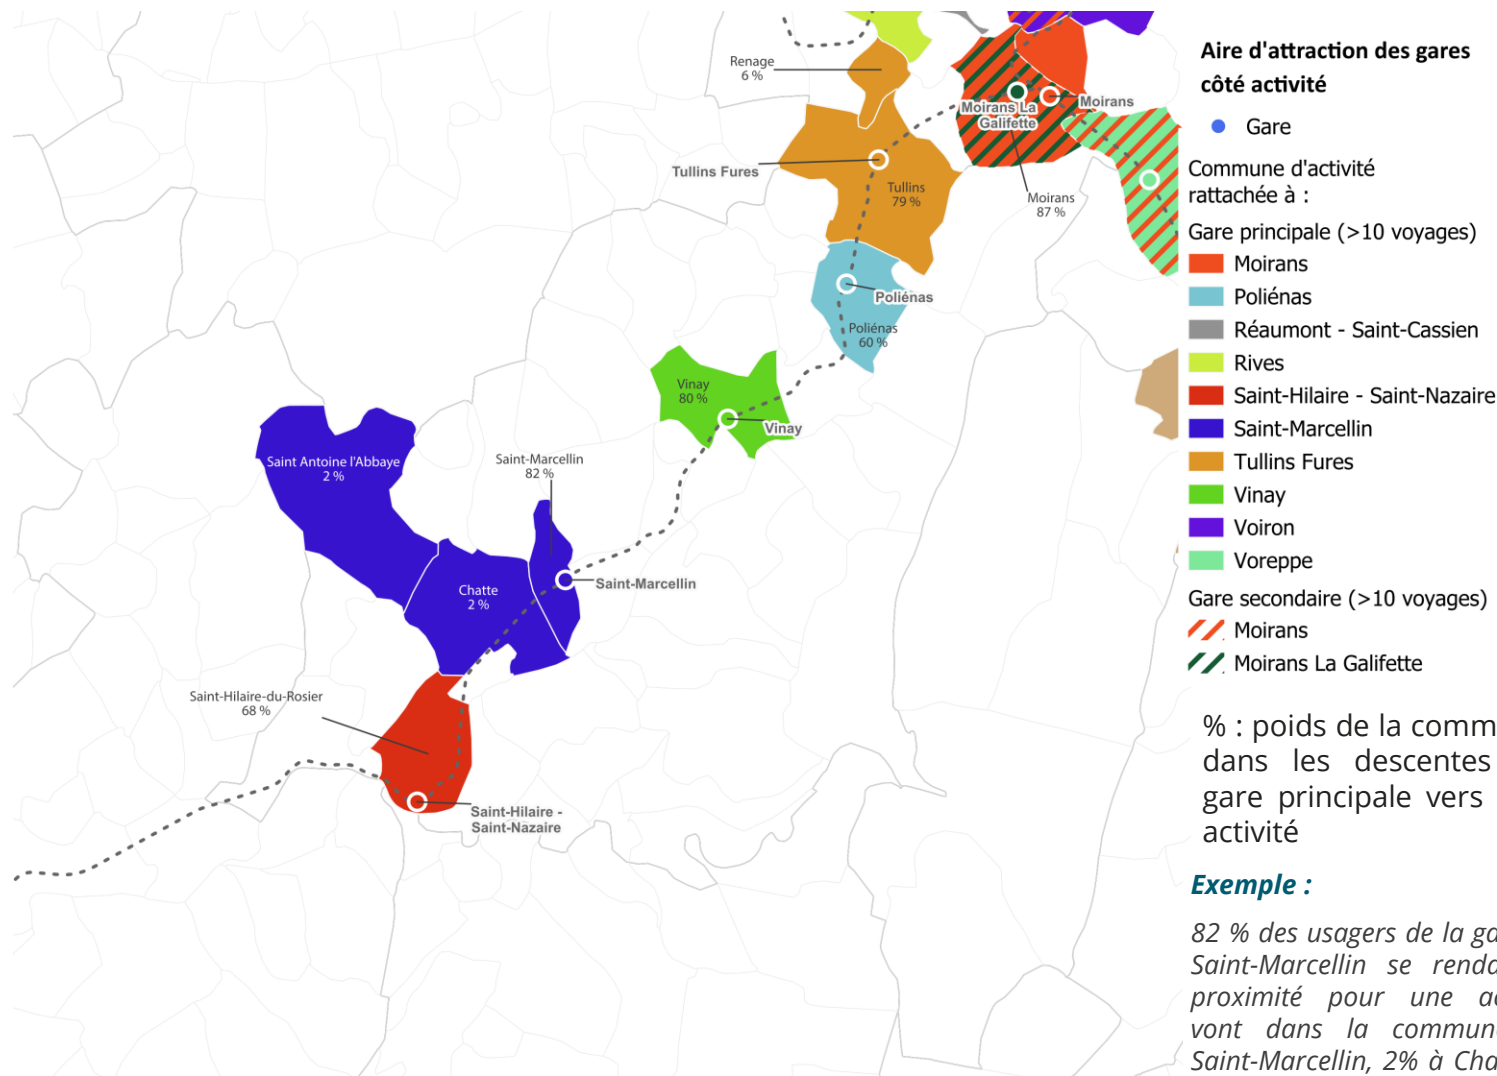 Renage
6 %
Moirans La
Galifette
Moirans
Tullins Fures
Tullins
79 %
Moirans
87 %
Poliénas
Poliénas
60 %
Vinay
80 %
Vinay
Saint Antoine l'Abbaye
2 %
Saint-Marcellin
82 %
Saint-Marcellin
Chatte
2 %
Saint-Hilaire-du-Rosier
68 %
Saint-Hilaire -
Saint-Nazaire
Aire d'attraction des gares
côté activité
Gare
Commune d'activité
rattachée à :
Gare principale (>10 voyages)
Moirans
Poliénas
Réaumont - Saint-Cassien
Rives
Saint-Hilaire - Saint-Nazaire
Saint-Marcellin
Tullins Fures
Vinay
Voiron
Voreppe
Gare secondaire (>10 voyages)
Moirans
Moirans La Galifette
% : poids de la comm
dans les descentes
gare principale vers
activité
Exemple :
82 % des usagers de la ga
Saint-Marcellin se renda
proximité pour une a
vont dans la commun
Saint-Marcellin, 2% à Cha